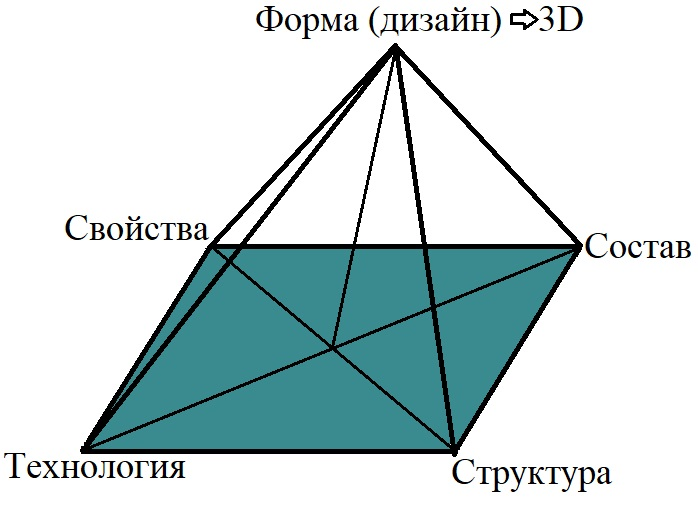 Форма (дизайн) ⇨3D
Свойства
Состав
Технология
Структура